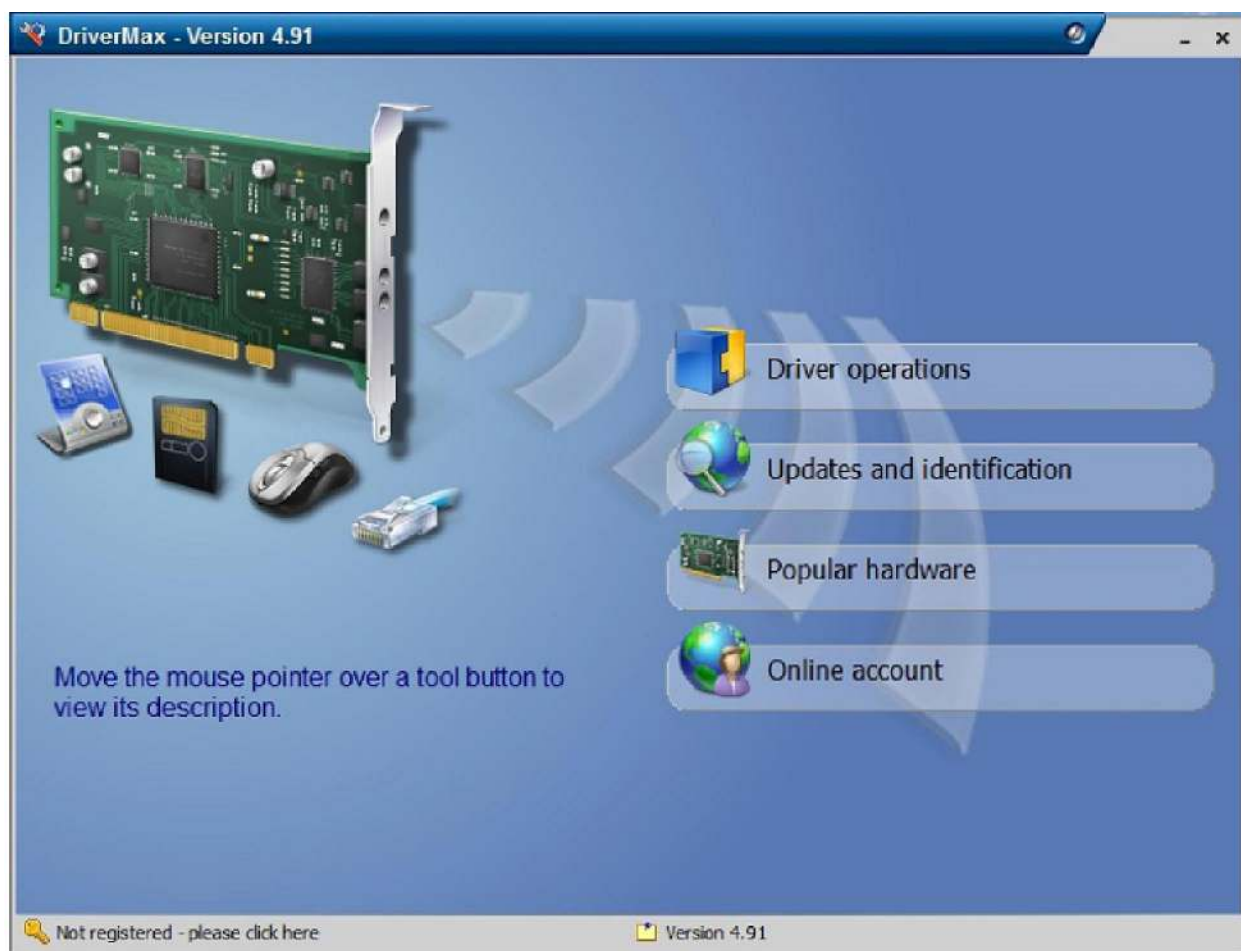 DriverMax - Version 4.91
Driver operations
Updates and identification
Popular hardware
Online account
Move the mouse pointer over a tool button to
view its description.
Not registered - please click here
Version 4.91